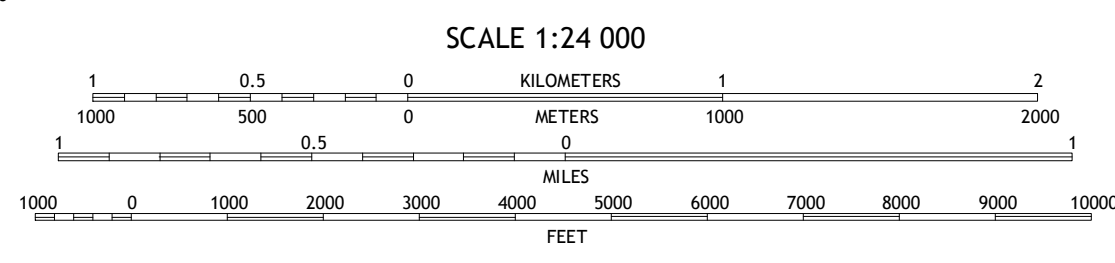 SCALE 1:24 000
1 0.5 0 KILOMETERS 1 2
1000 500 0 METERS 1000 2000
1 0.5 0 1
MILES
1000 0 1000 2000 3000 4000 5000 6000 7000 8000 9000 10000
FEET